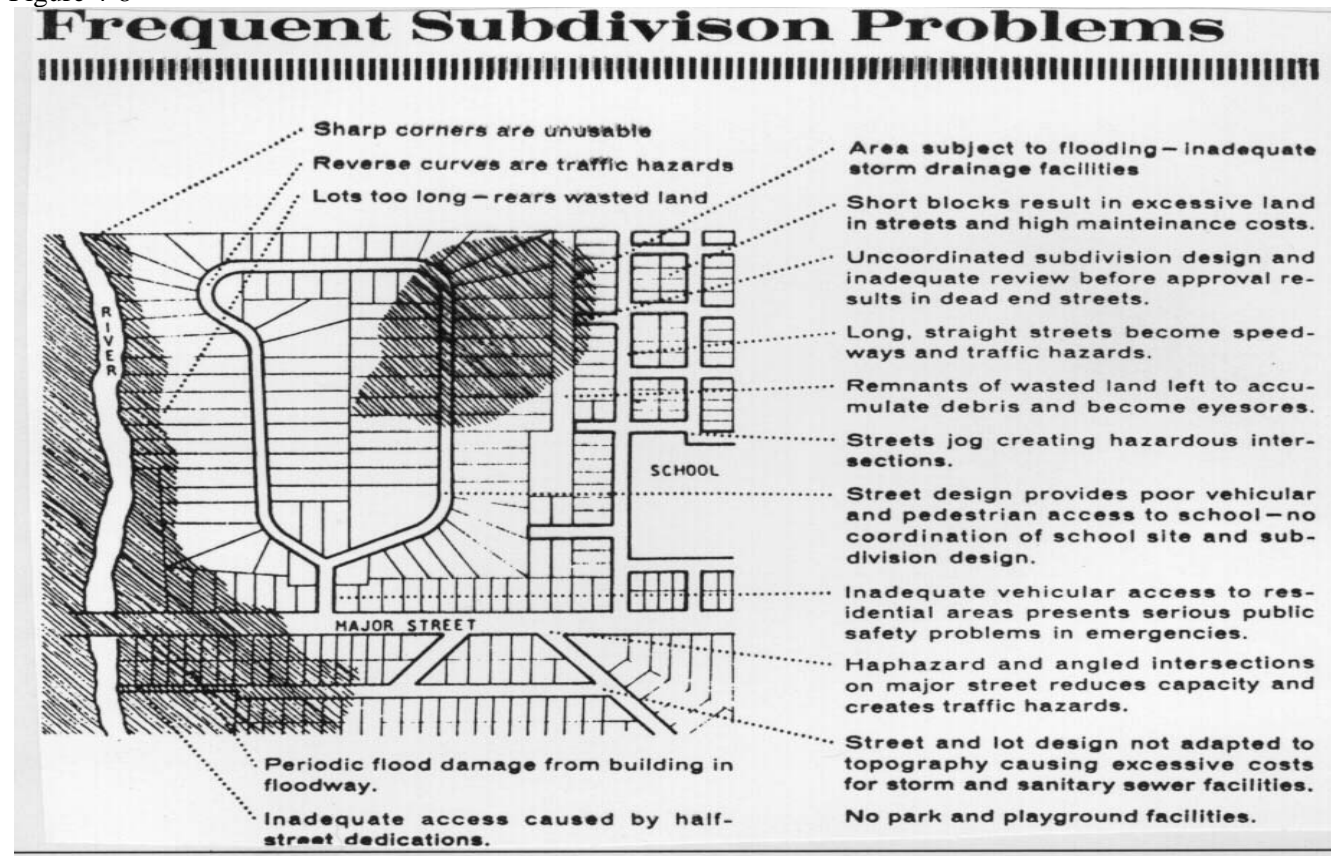 Frequent Subdivison Problems
Sharp corners are unusable
Reverse curves are traffic hazards
Lots too long — rears wasted land
Area subject to flooding — inadequate
storm drainage facilities
Short blocks result in excessive land
in streets and high mainteinance costs.
Uncoordinated subdivision design and
inadequate review before approval re-
sults in dead end streets.
Long, straight streets become speed-
ways and traffic hazards.
Remnants of wasted land left to accu-
mulate debris and become eyesores.
Streets jog creating hazardous inter-
sections.
Street design provides poor vehicular
and pedestrian access to school — no
coordination of school site and sub-
division design.
Inadequate vehicular access to res-
idential areas presents serious public
safety problems in emergencies.
Haphazard and angled intersections
on major street reduces capacity and
creates traffic hazards.
Street and lot design not adapted to
topography causing excessive costs
for storm and sanitary sewer facilities.
No park and playground facilities.
RIVER
SCHOOL
MAJOR STREET
Periodic flood damage from building in
floodway.
Inadequate access caused by half-
street dedications.